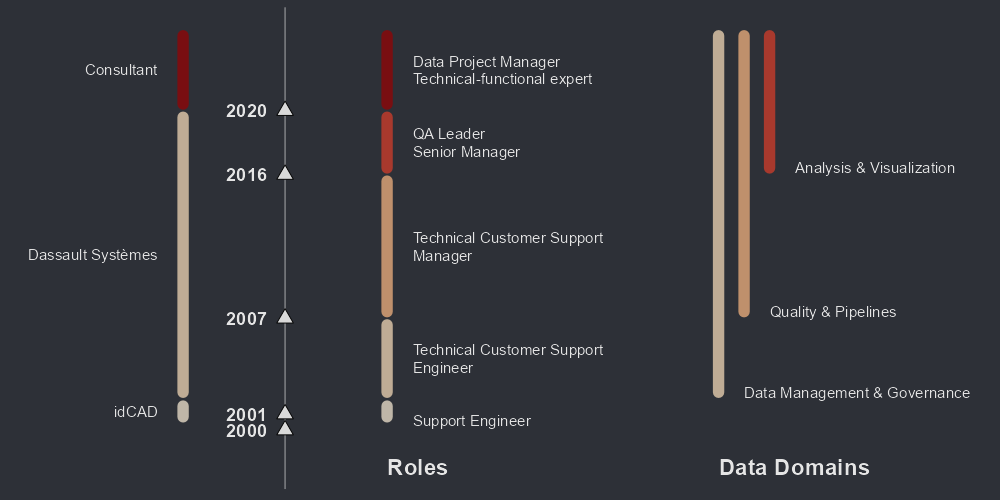 Consultant
Data Project Manager
Technical-functional expert
2020
QA Leader
Senior Manager
2016
Analysis & Visualization
Dassault Systèmes
Technical Customer Support
Manager
2007
Quality & Pipelines
Technical Customer Support
Engineer
Data Management & Governance
idCAD
2001
2000
Support Engineer
Roles
Data Domains